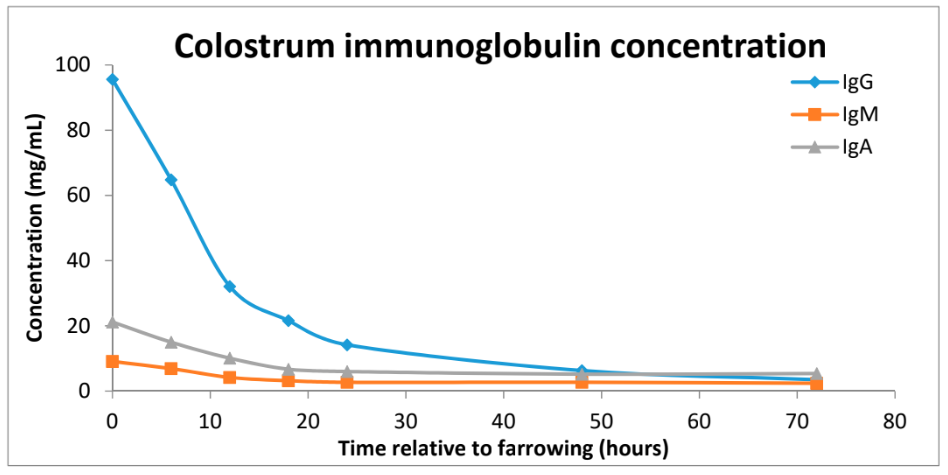 Colostrum immunoglobulin concentration
100
80
60
40
20
0
Concentration (mg/mL)
IgG
IgM
IgA
0 10 20 30 40 50 60 70 80
Time relative to farrowing (hours)